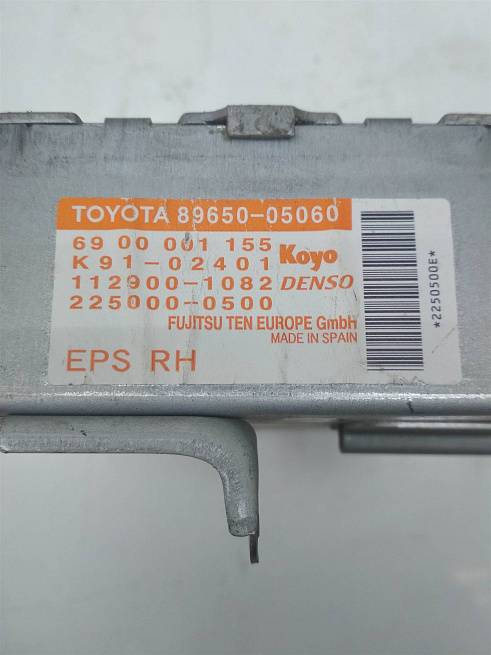 TOYOTA 89650-05060
69 00 001 155 Koyo
K91-02401
112900-1082 DENSO
225000-0500
FUJITSU TEN EUROPE GmbH
MADE IN SPAIN
EPS RH
*2250500E*